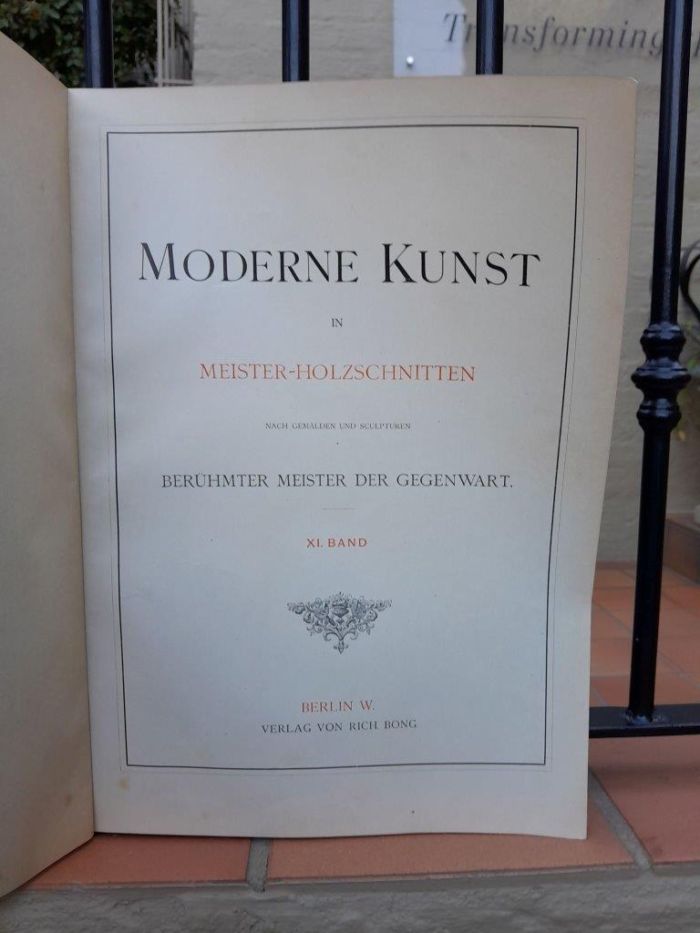 Transforming
MODERNE KUNST
IN
MEISTER-HOLZSCHNITTEN
NACH GEMÄLDEN UND SCULPTUREN
BERÜHMTER MEISTER DER GEGENWART.
XI. BAND
BERLIN W.
VERLAG VON RICH. BONG